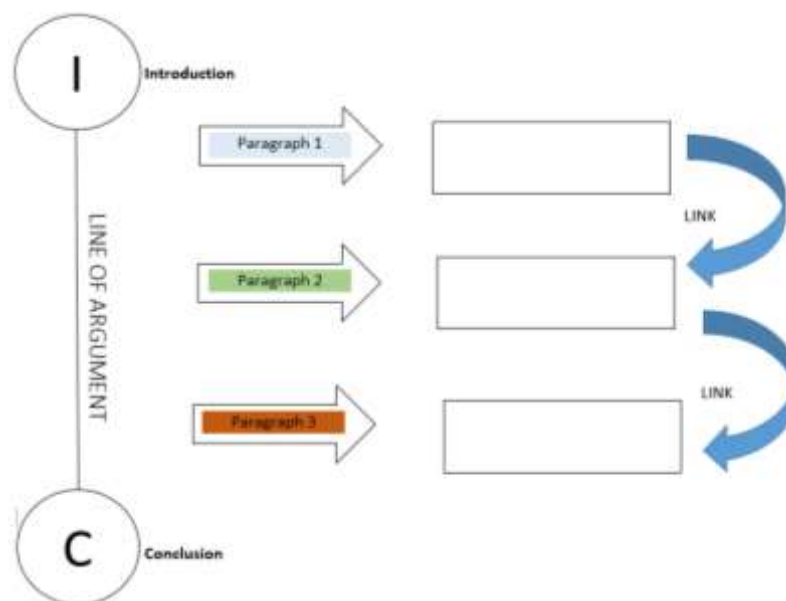 I
Introduction
Paragraph 1
LINK
LINE OF ARGUMENT
Paragraph 2
LINK
Paragraph 3
C
Conclusion